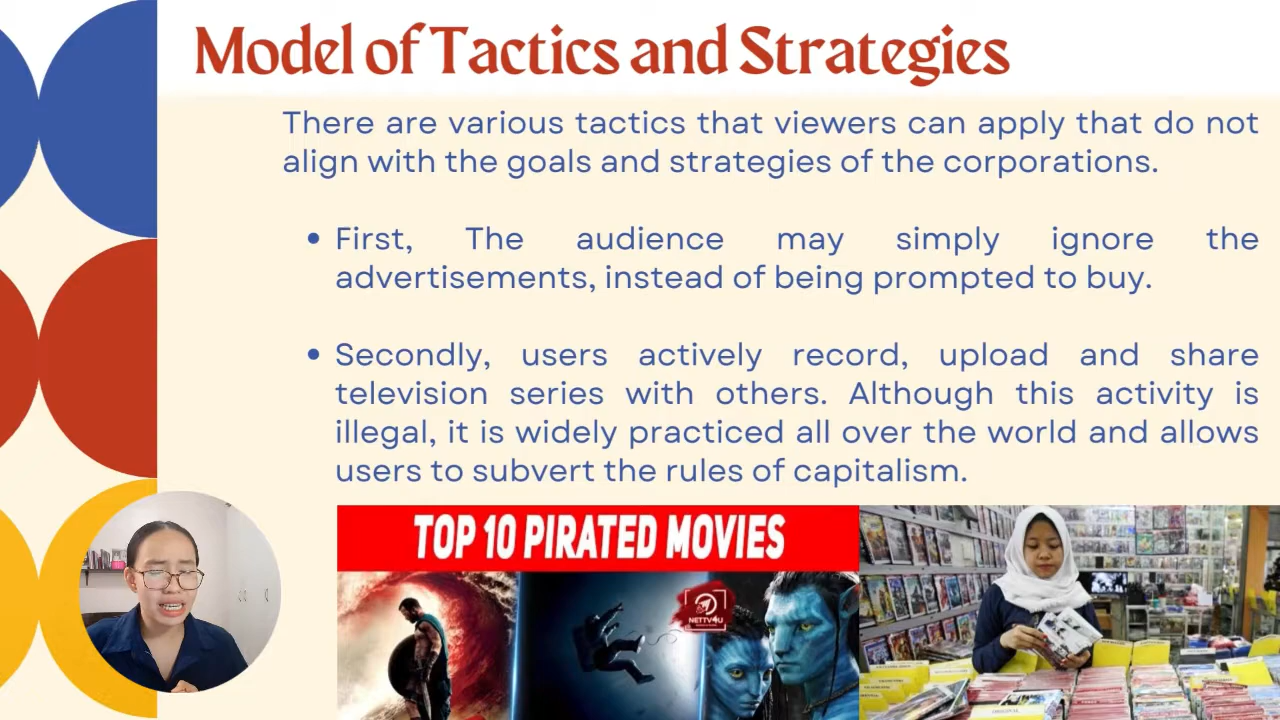 Model of Tactics and Strategies
There are various tactics that viewers can apply that do not
align with the goals and strategies of the corporations.
• First, The audience may simply ignore the
advertisements, instead of being prompted to buy.
• Secondly, users actively record, upload and share
television series with others. Although this activity is
illegal, it is widely practiced all over the world and allows
users to subvert the rules of capitalism.
TOP 10 PIRATED MOVIES
NETTV4U